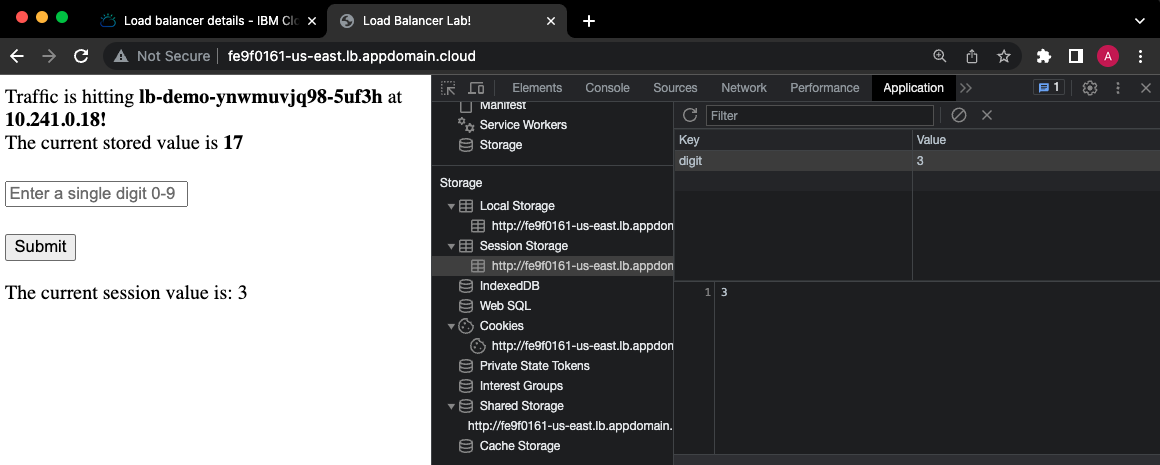 Load balancer details - IBM Clo
Load Balancer Lab!
Not Secure
fe9f0161-us-east.lb.appdomain.cloud
A
Traffic is hitting lb-demo-ynwmuvjq98-5uf3h at
10.241.0.18!
The current stored value is 17
Enter a single digit 0-9
Submit
The current session value is: 3
Elements Console Sources Network Performance Application 1
Manifest
Service Workers
Storage
Storage
Local Storage
http://fe9f0161-us-east.lb.appdon
Session Storage
http://fe9f0161-us-east.lb.appdon
IndexedDB
Web SQL
Cookies
http://fe9f0161-us-east.lb.appdon
Private State Tokens
Interest Groups
Shared Storage
http://fe9f0161-us-east.lb.appdomain.
Cache Storage
Filter
Key Value
digit 3
1 3